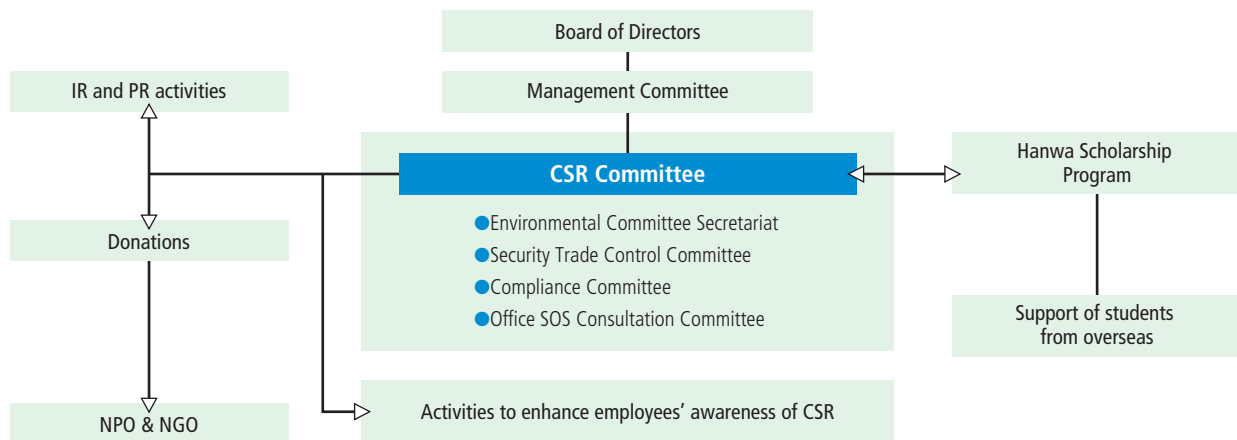 Board of Directors
Management Committee
IR and PR activities
CSR Committee
●Environmental Committee Secretariat
●Security Trade Control Committee
●Compliance Committee
●Office SOS Consultation Committee
Hanwa Scholarship
Program
Donations
Support of students
from overseas
Activities to enhance employees’ awareness of CSR
NPO & NGO